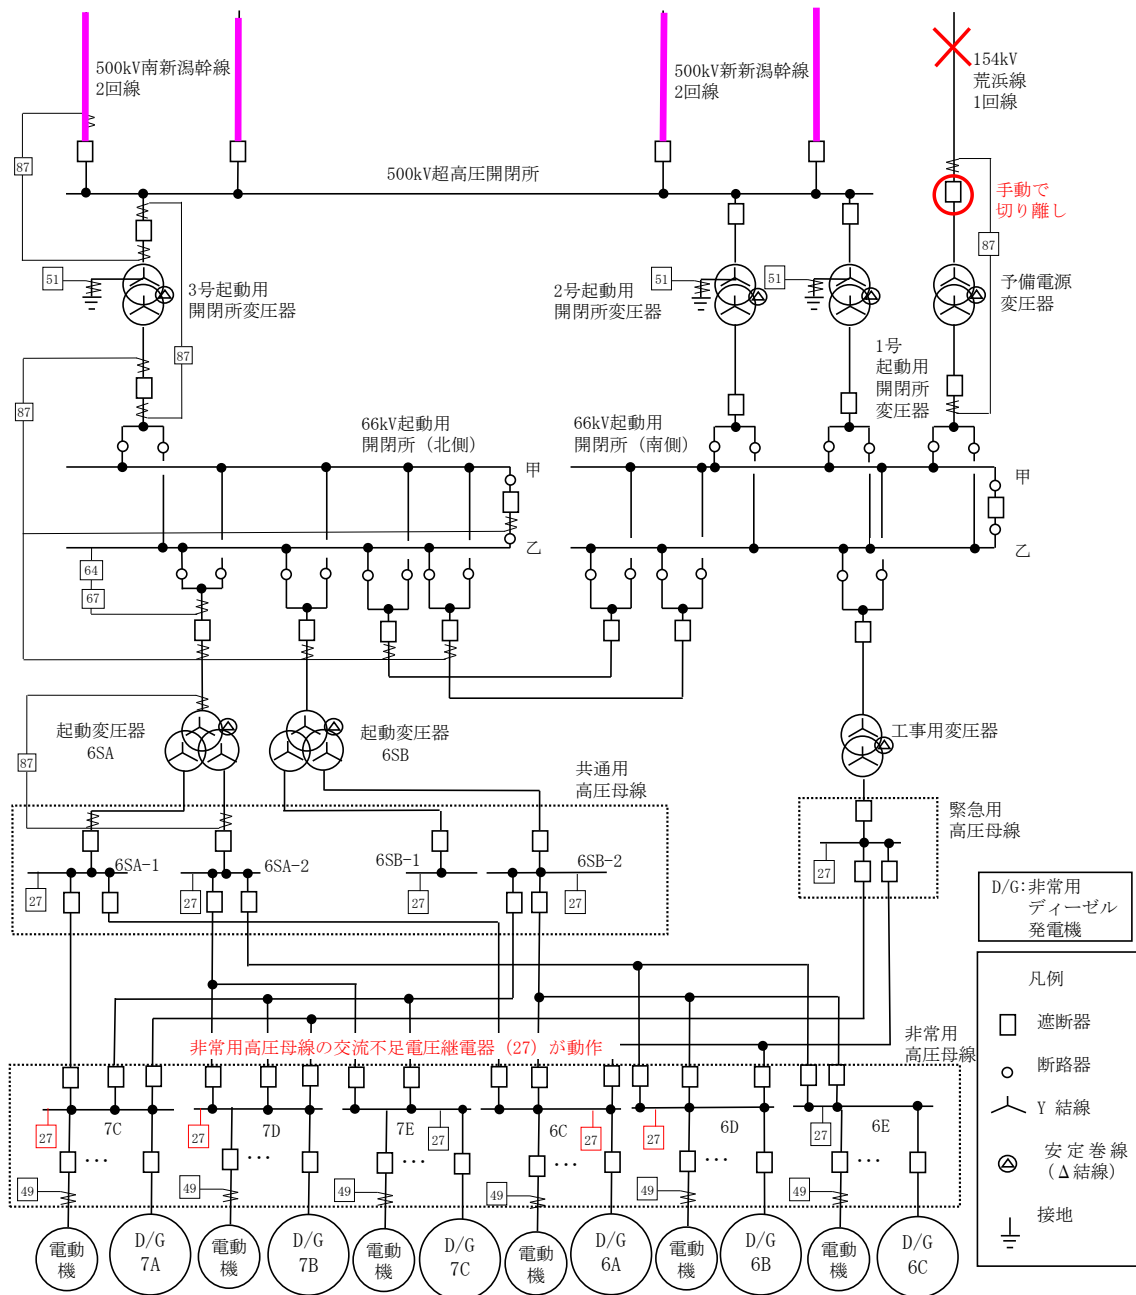 500kV南新潟幹線
2回線
500kV新新潟幹線
2回線
154kV
荒浜線
1回線
87
500kV超高圧開閉所
手動で
切り離し
87
51
3号起動用
開閉所変圧器
2号起動用
開閉所変圧器
51
51
予備電源
変圧器
87
1号
起動用
開閉所
変圧器
87
66kV起動用
開閉所（北側）
66kV起動用
開閉所（南側）
甲
甲
乙
乙
64
67
起動変圧器
6SA
起動変圧器
6SB
工事用変圧器
87
共通用
高圧母線
緊急用
高圧母線
6SA-1
6SA-2
6SB-1
6SB-2
27
27
27
27
27
D/G:非常用
ディーゼル
発電機
凡例
遮断器
断路器
Y 結線
安定巻線
(Δ結線)
接地
非常用高圧母線の交流不足電圧継電器（27）が動作
非常用
高圧母線
7C
7D
7E
6C
6D
6E
27
27
27
27
27
27
...
...
...
...
...
...
49
49
49
49
49
49
電動
機
D/G
7A
電動
機
D/G
7B
電動
機
D/G
7C
電動
機
D/G
6A
電動
機
D/G
6B
電動
機
D/G
6C